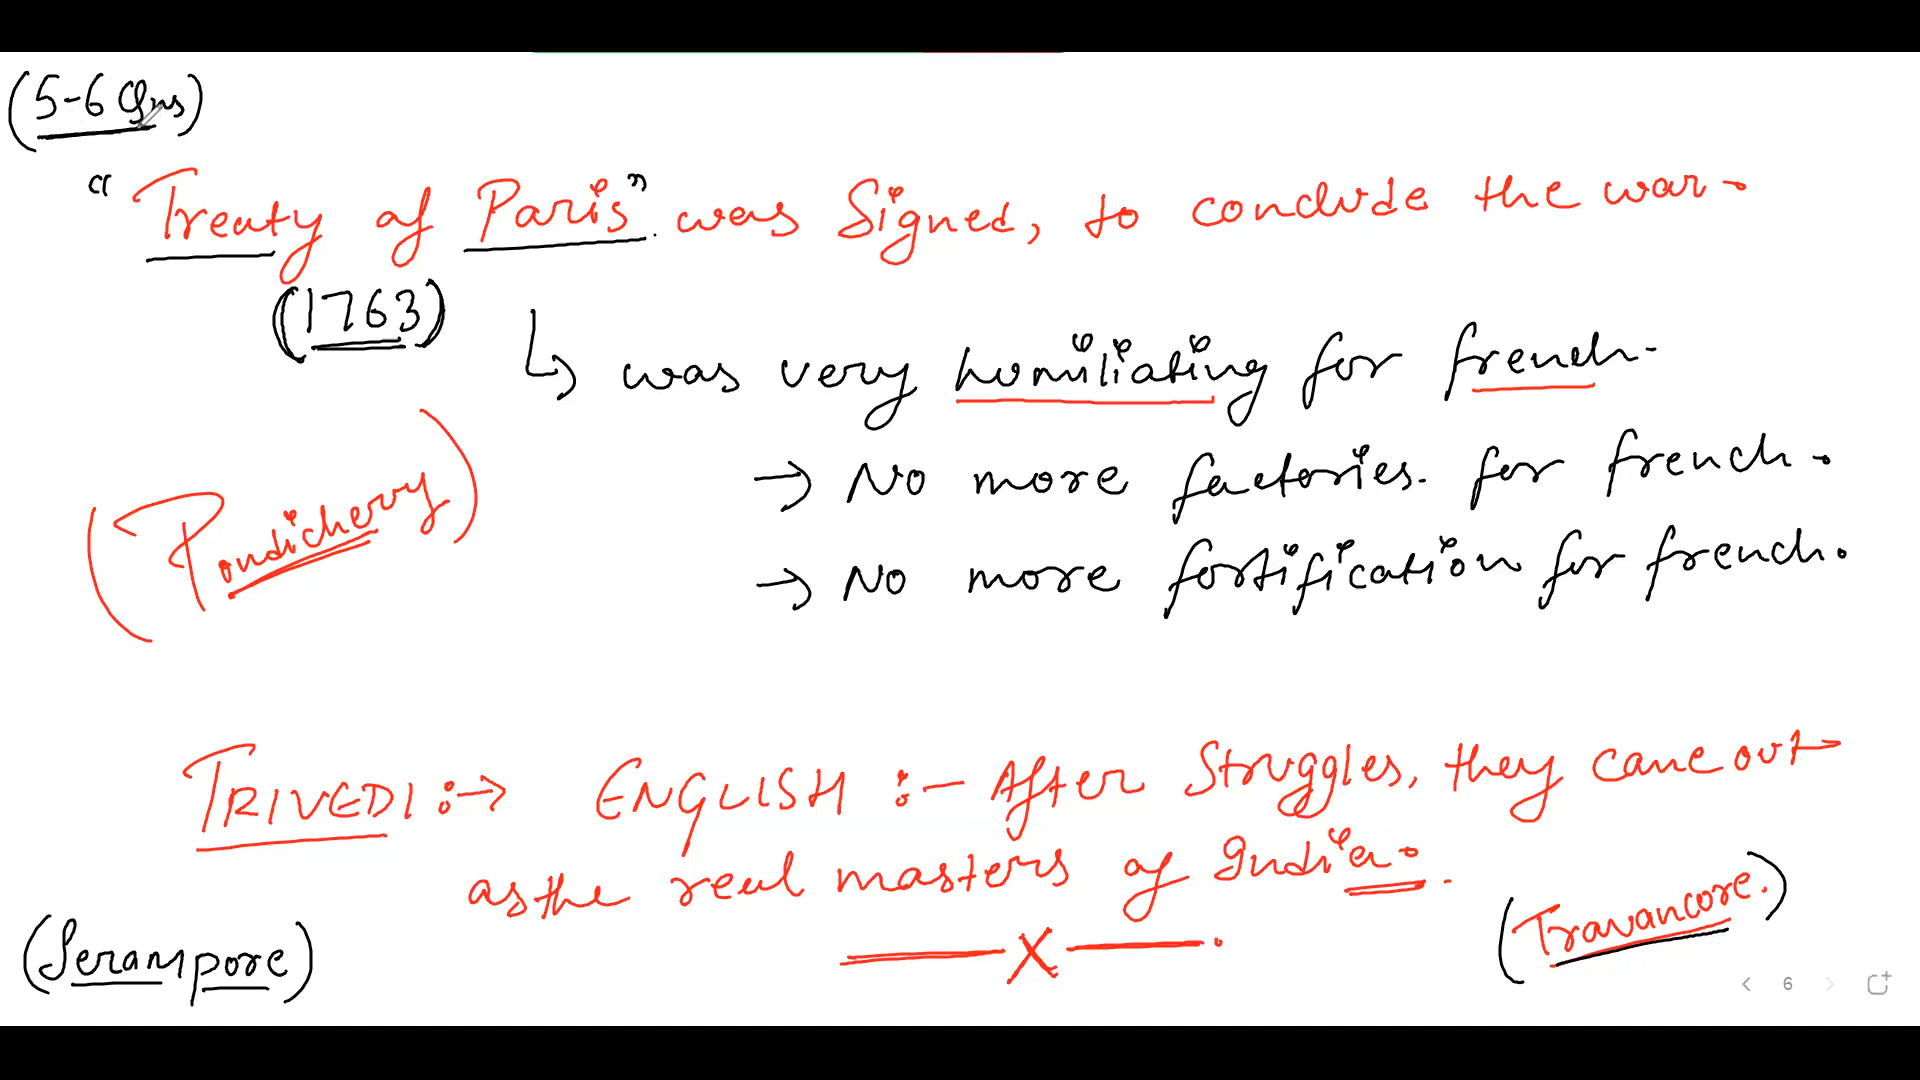 (5-6 Qns)
"Treaty of Paris" was Signed, to conclude the war.
(1763)
↳ was very humiliating for french.
(Pondicherry)
→ No more factories. for french.
→ No more fortification for french.
TRIVEDI :→ ENGLISH :- After Struggles, they came out
as the real masters of India.
(Travancore.)
(Serampore)
X
< 6 >